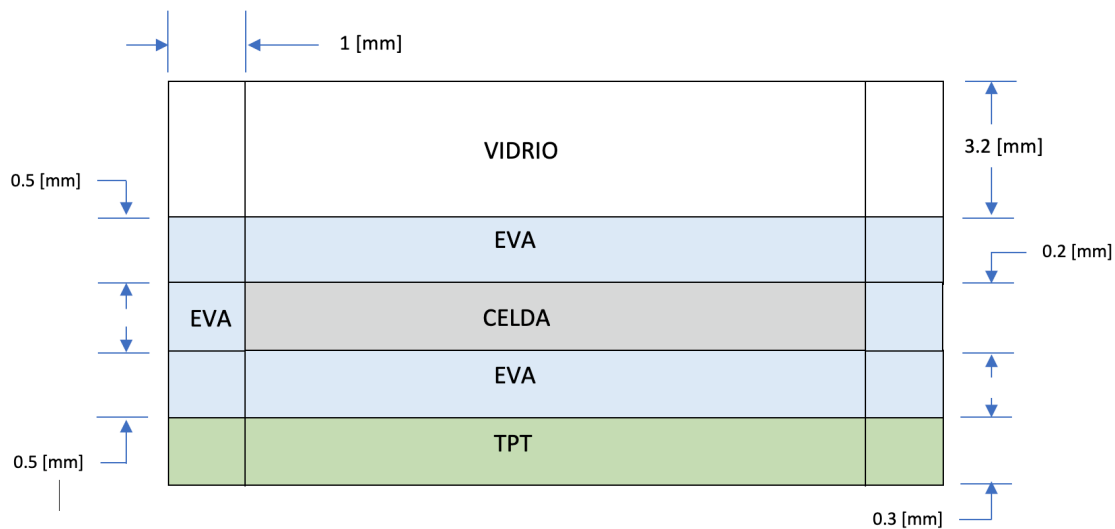 1 [mm]
VIDRIO
3.2 [mm]
0.5 [mm]
EVA
0.2 [mm]
EVA
CELDA
EVA
TPT
0.5 [mm]
0.3 [mm]